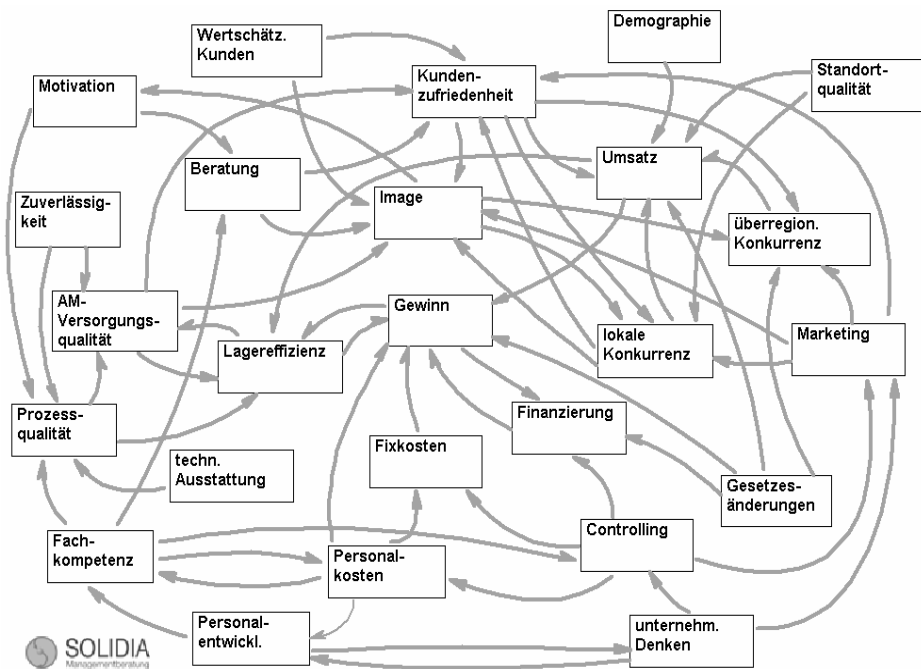 Demographie
Wertschätz.
Kunden
Kunden-
zufriedenheit
Standort-
qualität
Motivation
Beratung
Umsatz
Image
Zuverlässig-
keit
überregion.
Konkurrenz
AM-
Versorgungs-
qualität
Gewinn
lokale
Konkurrenz
Marketing
Lagereffizienz
Prozess-
qualität
Finanzierung
Fixkosten
techn.
Ausstattung
Gesetzes-
änderungen
Controlling
Fach-
kompetenz
Personal-
kosten
Personal-
entwickl.
unternehm.
Denken
SOLIDIA
Managementberatung